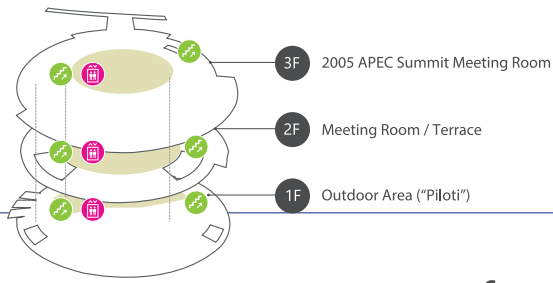 3F 2005 APEC Summit Meeting Room
2F Meeting Room / Terrace
1F Outdoor Area ("Piloti")